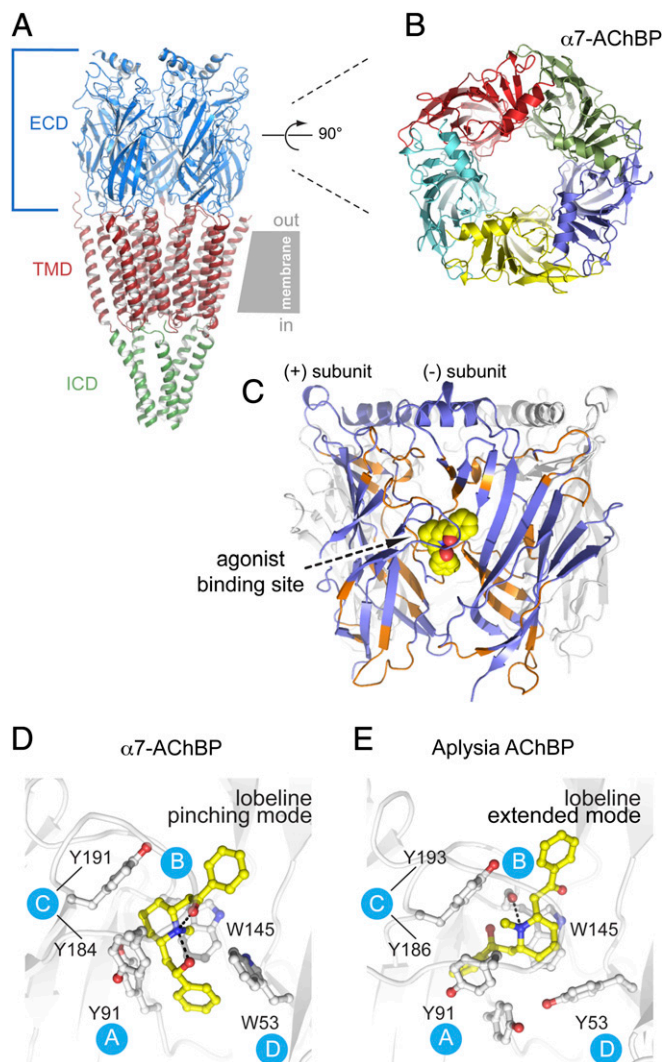 A
ECD
TMD
ICD
90°
out
membrane
in
B
α7-AChBP
C
(+) subunit
(-) subunit
agonist
binding site
D
α7-AChBP
lobeline
pinching mode
Y191
B
C
Y184
W145
Y91
A
W53
D
E
Aplysia AChBP
lobeline
extended mode
Y193
B
C
Y186
W145
Y91
A
Y53
D